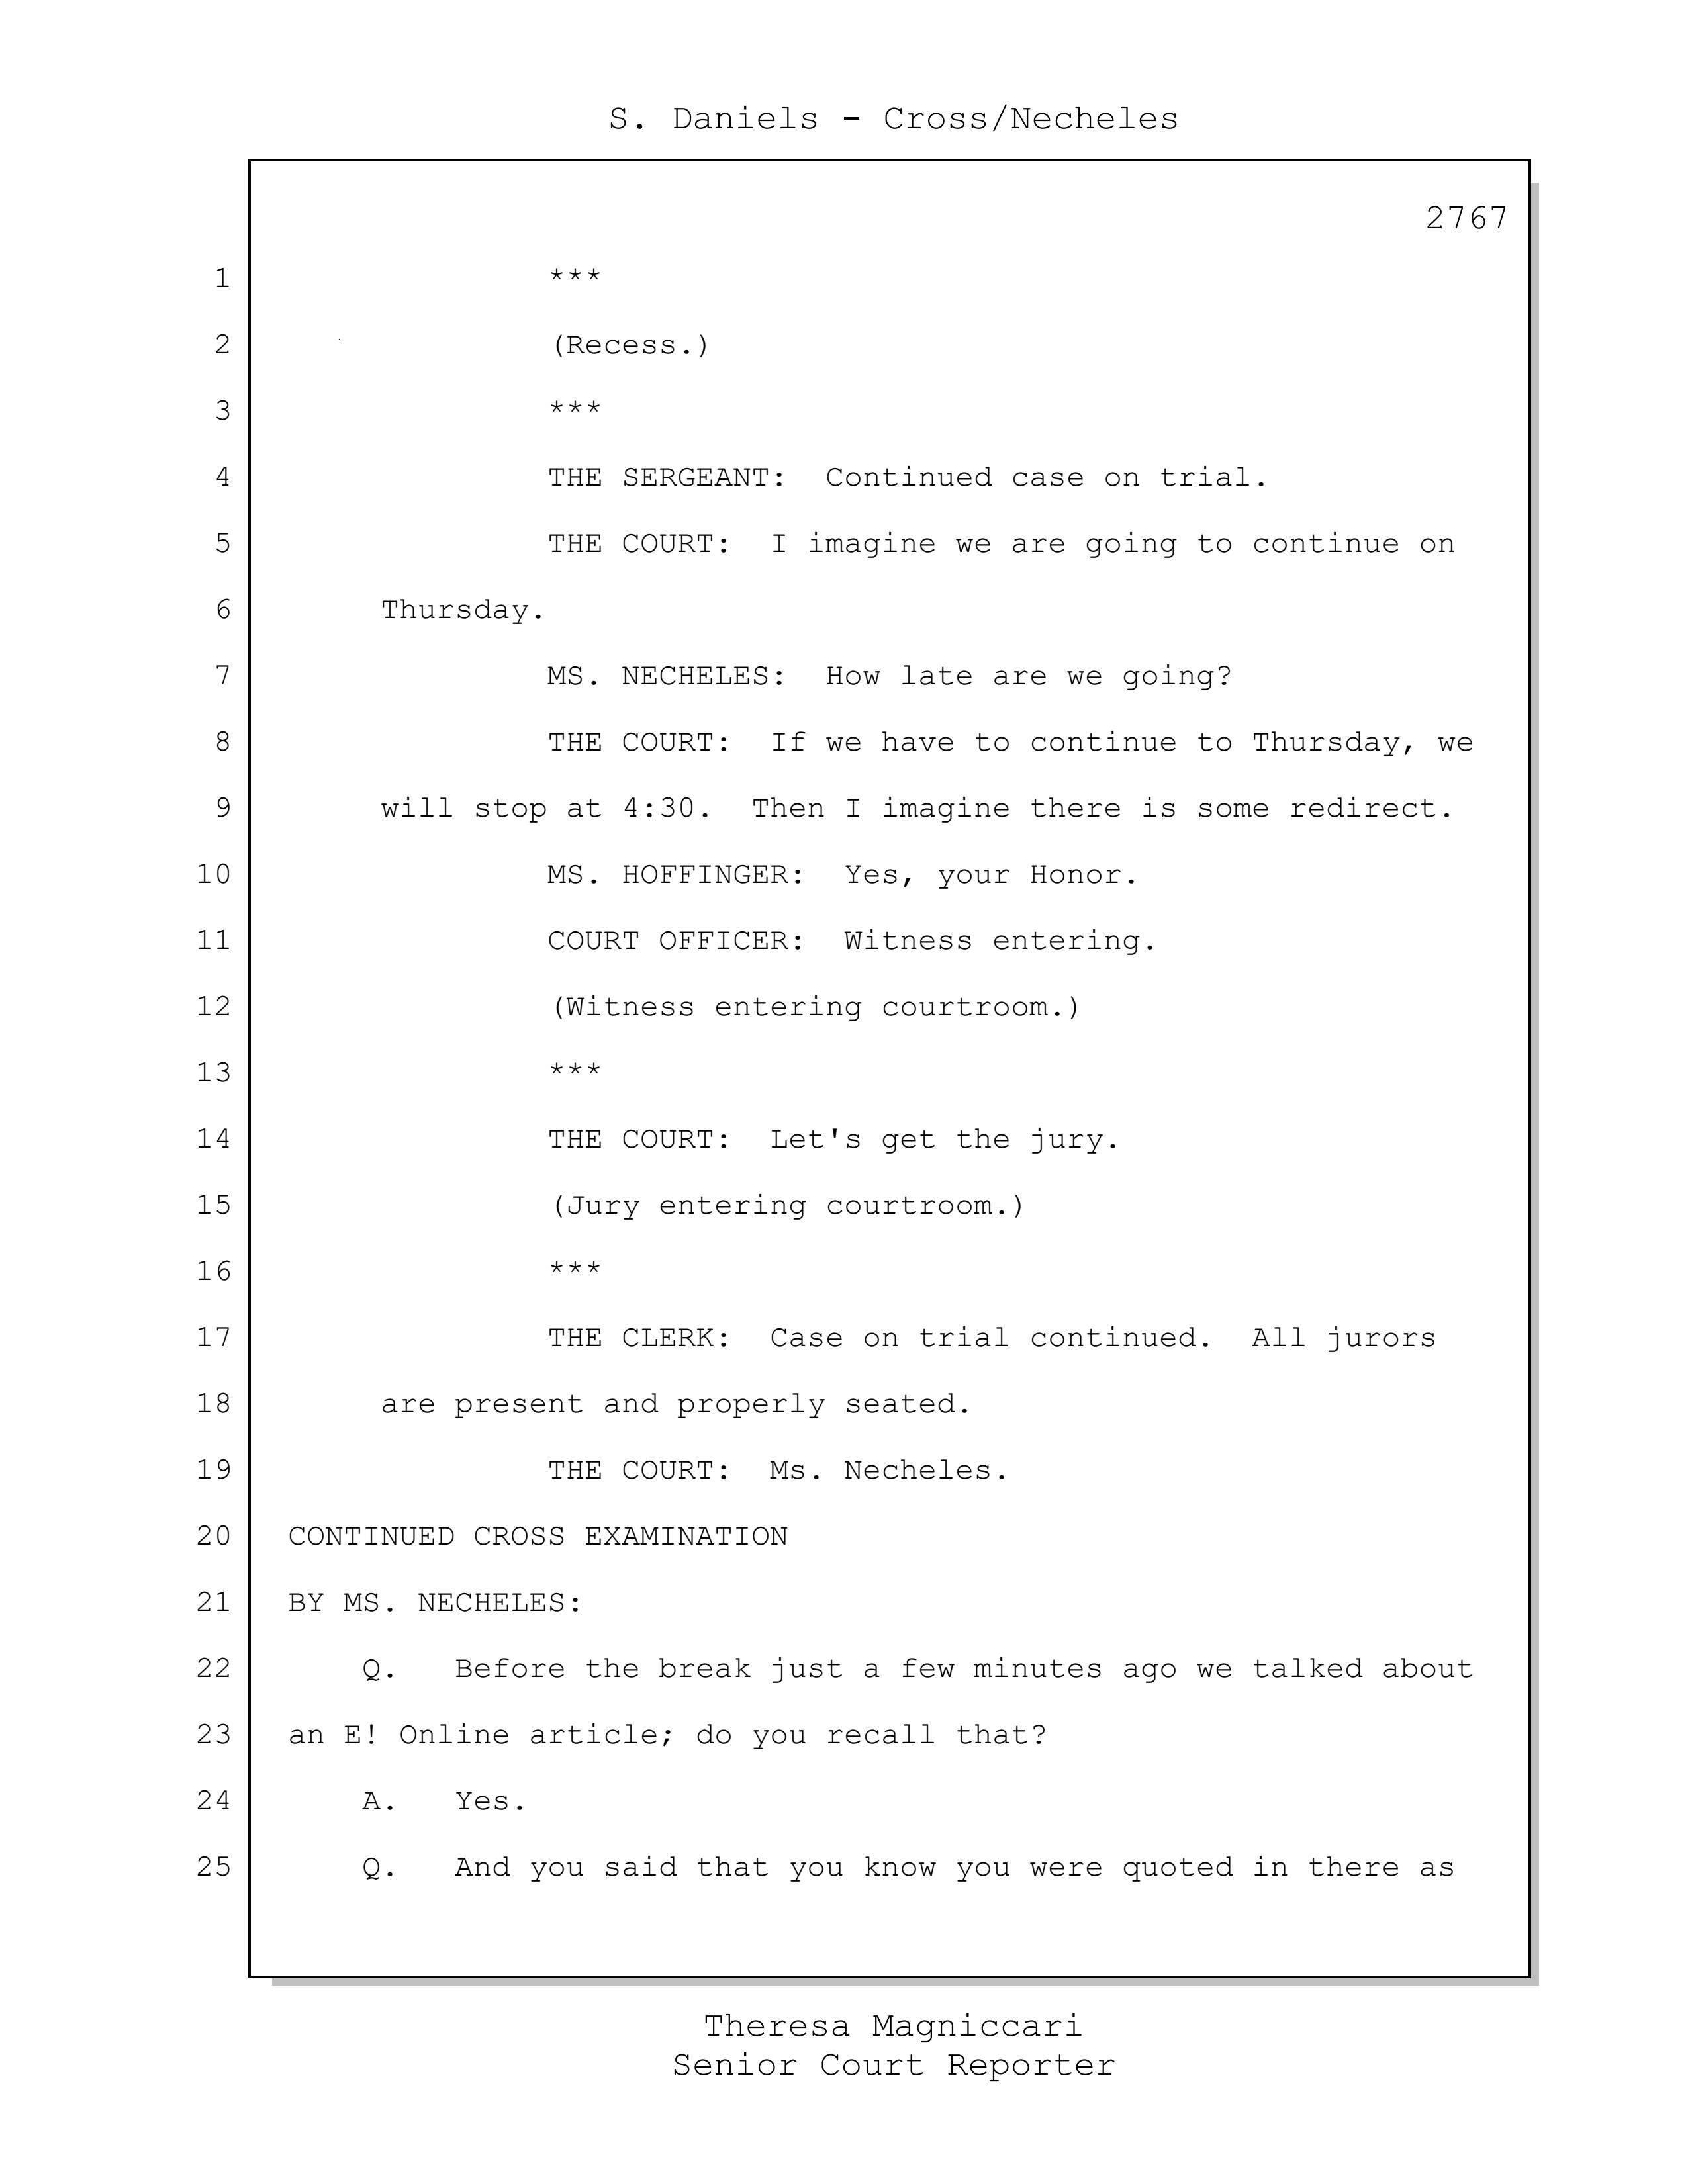 S. Daniels - Cross/Necheles
2767
1 ***
2 (Recess.)
3 ***
4 THE SERGEANT: Continued case on trial.
5 THE COURT: I imagine we are going to continue on
6 Thursday.
7 MS. NECHELES: How late are we going?
8 THE COURT: If we have to continue to Thursday, we
9 will stop at 4:30. Then I imagine there is some redirect.
10 MS. HOFFINGER: Yes, your Honor.
11 COURT OFFICER: Witness entering.
12 (Witness entering courtroom.)
13 ***
14 THE COURT: Let's get the jury.
15 (Jury entering courtroom.)
16 ***
17 THE CLERK: Case on trial continued. All jurors
18 are present and properly seated.
19 THE COURT: Ms. Necheles.
20 CONTINUED CROSS EXAMINATION
21 BY MS. NECHELES:
22 Q. Before the break just a few minutes ago we talked about
23 an E! Online article; do you recall that?
24 A. Yes.
25 Q. And you said that you know you were quoted in there as
Theresa Magniccari
Senior Court Reporter